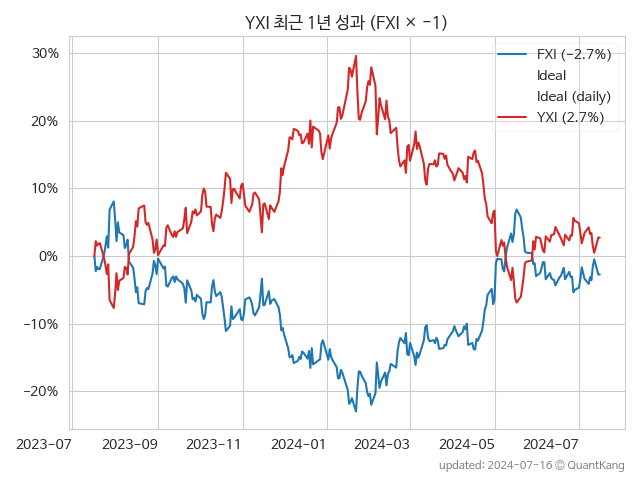 YXI 최근 1년 성과 (FXI × −1)
FXI (−2.7%)
Ideal
Ideal (daily)
YXI (2.7%)
30%
20%
10%
0%
−10%
−20%
2023−07
2023−09
2023−11
2024−01
2024−03
2024−05
2024−07
updated: 2024−07−16 © QuantKang